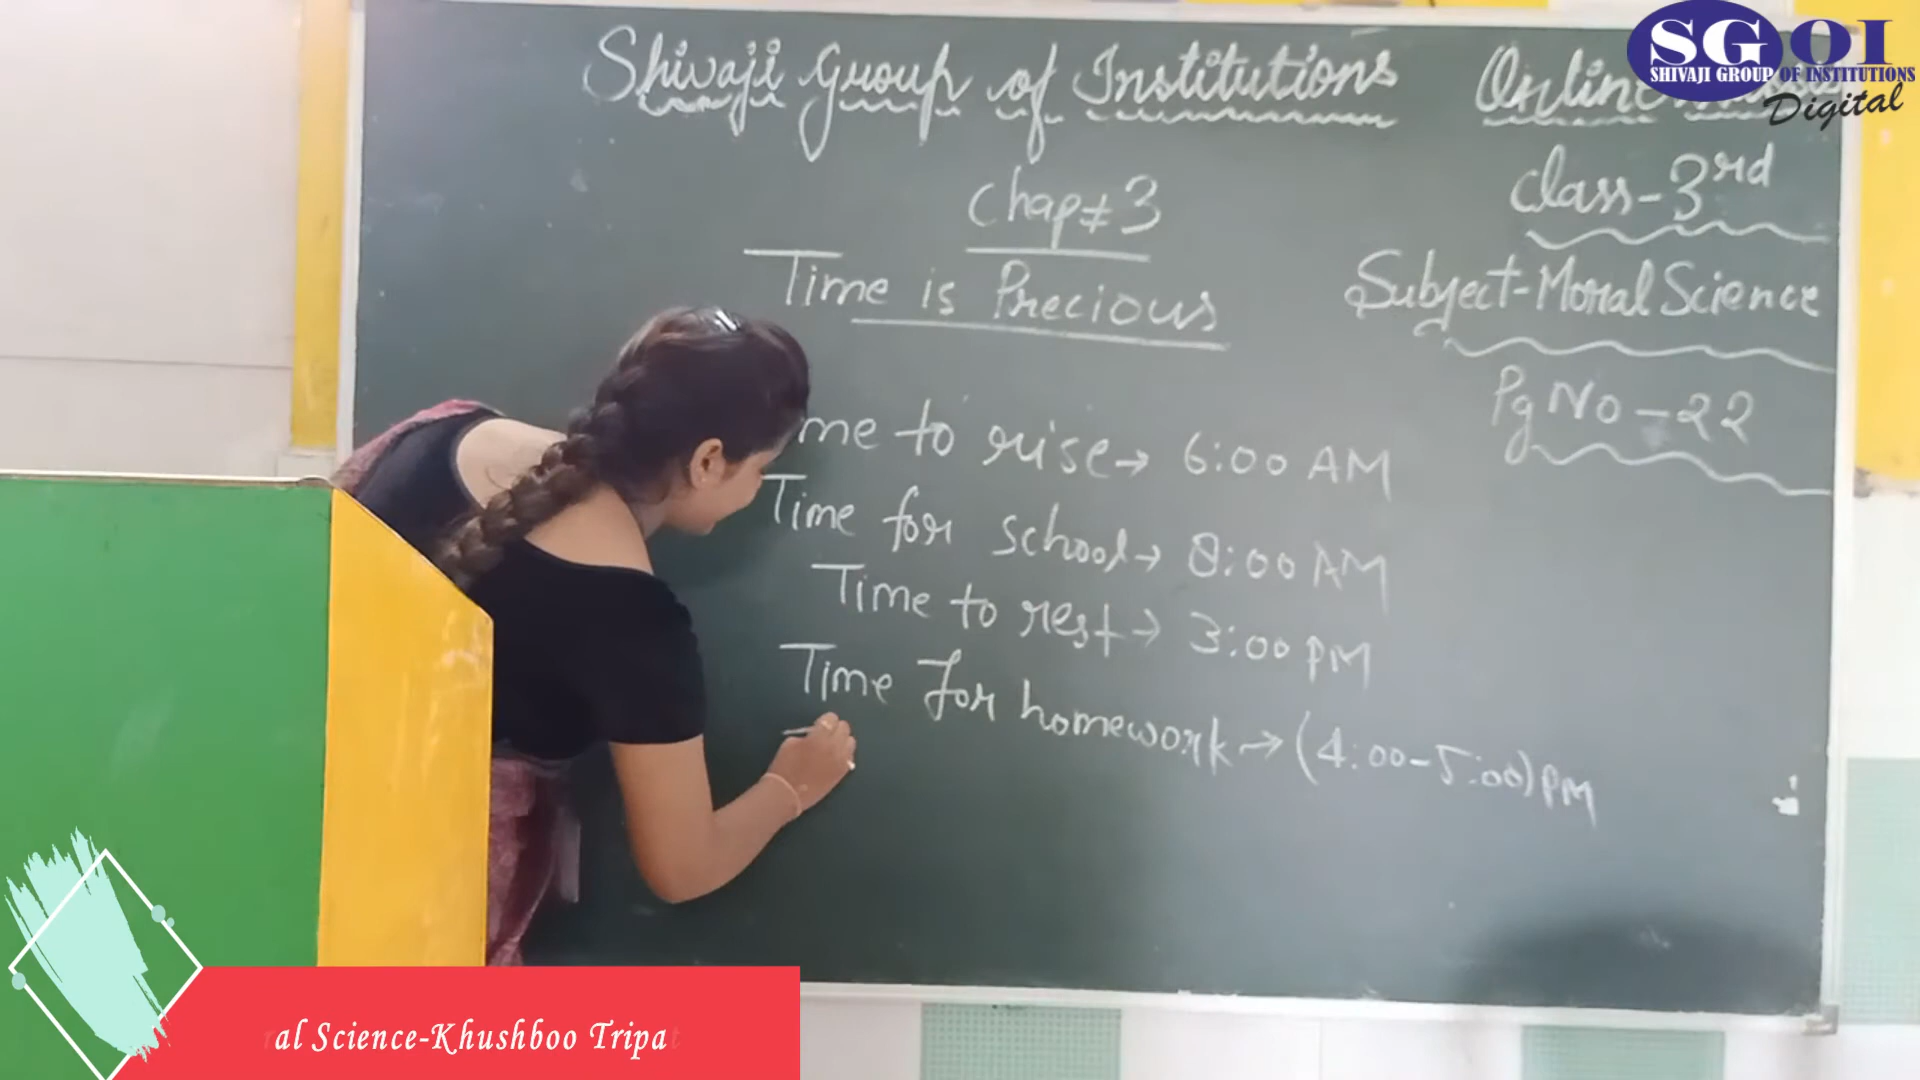 Shivaji Group of Institutions
Chap≠3
Time is Precious
me to rise→ 6:00 AM
Time for school→ 8:00 AM
Time to rest→ 3:00 PM
Time for homework→ (4:00-5:00) PM
Online
Class-3rd
Subject-Moral Science
Pg No-22
SGOI
SHIVAJI GROUP OF INSTITUTIONS
Digital
al Science-Khushboo Tripa